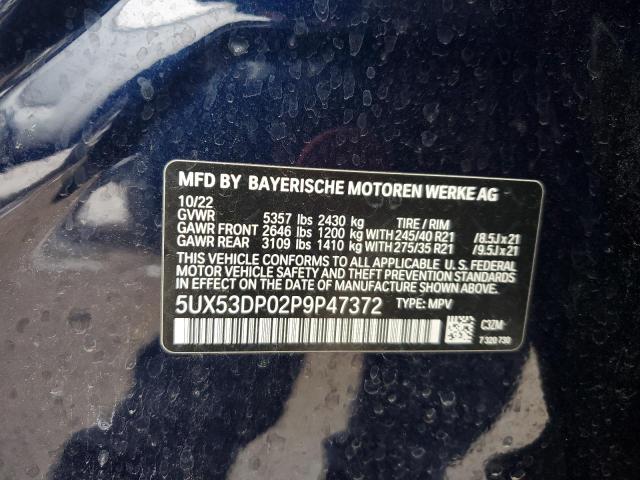 MFD BY BAYERISCHE MOTOREN WERKE AG
10/22
GVWR 5357 lbs 2430 kg TIRE / RIM
GAWR FRONT 2646 lbs 1200 kg WITH 245/40 R21 /8.5Jx21
GAWR REAR 3109 lbs 1410 kg WITH 275/35 R21 /9.5Jx21
THIS VEHICLE CONFORMS TO ALL APPLICABLE U.S. FEDERAL
MOTOR VEHICLE SAFETY AND THEFT PREVENTION STANDARDS
IN EFFECT ON THE DATE OF MANUFACTURE SHOWN ABOVE.
5UX53DP02P9P47372 TYPE: MPV
C3ZM
7 320 730